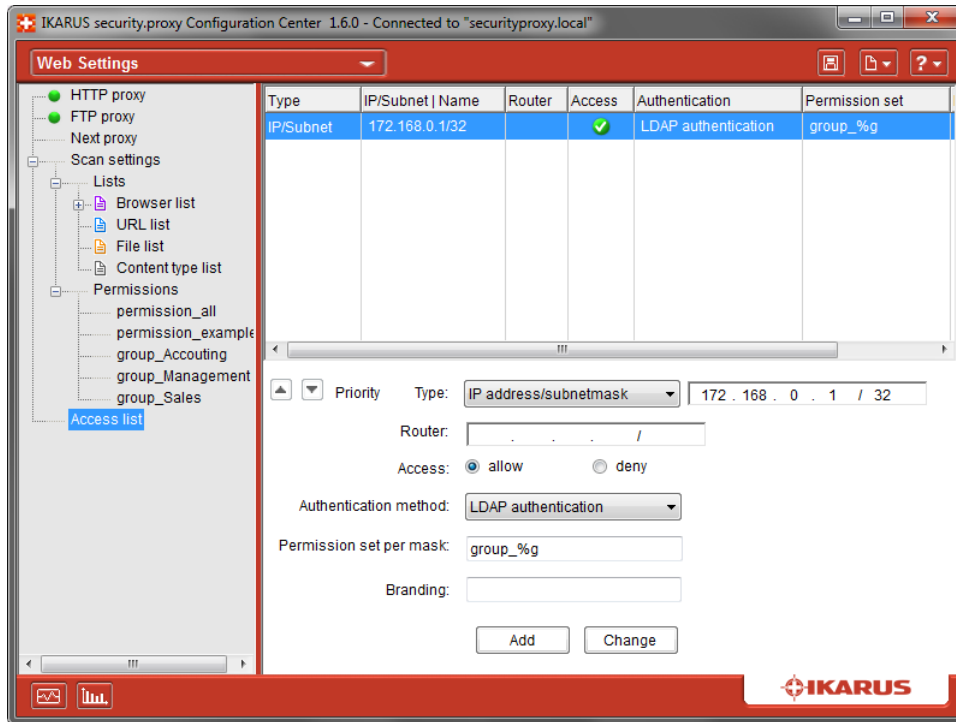 IKARUS security.proxy Configuration Center 1.6.0 - Connected to "securityproxy.local"
Web Settings
HTTP proxy
FTP proxy
Next proxy
Scan settings
Lists
Browser list
URL list
File list
Content type list
Permissions
permission_all
permission_example
group_Accouting
group_Management
group_Sales
Access list
Type IP/Subnet | Name Router Access Authentication Permission set
IP/Subnet 172.168.0.1/32 LDAP authentication group_%g
Priority Type: IP address/subnetmask 172 . 168 . 0 . 1 / 32
Router: . . . /
Access: allow deny
Authentication method: LDAP authentication
Permission set per mask: group_%g
Branding:
Add Change
IKARUS